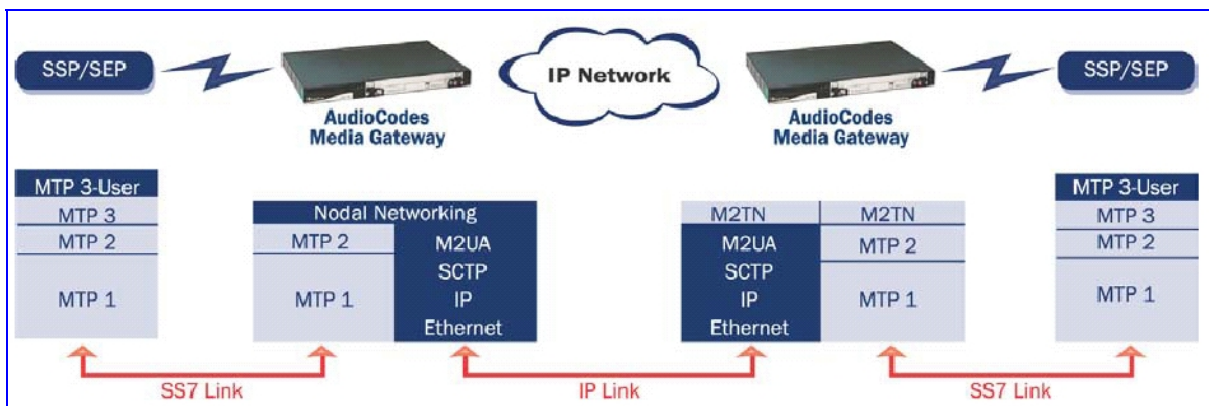 SSP/SEP
IP Network
SSP/SEP
AudioCodes
Media Gateway
AudioCodes
Media Gateway
MTP 3-User
MTP 3
MTP 2
MTP 1
Nodal Networking
MTP 2
MTP 1
M2UA
SCTP
IP
Ethernet
M2TN
M2UA
SCTP
IP
Ethernet
M2TN
MTP 2
MTP 1
MTP 3-User
MTP 3
MTP 2
MTP 1
SS7 Link
IP Link
SS7 Link